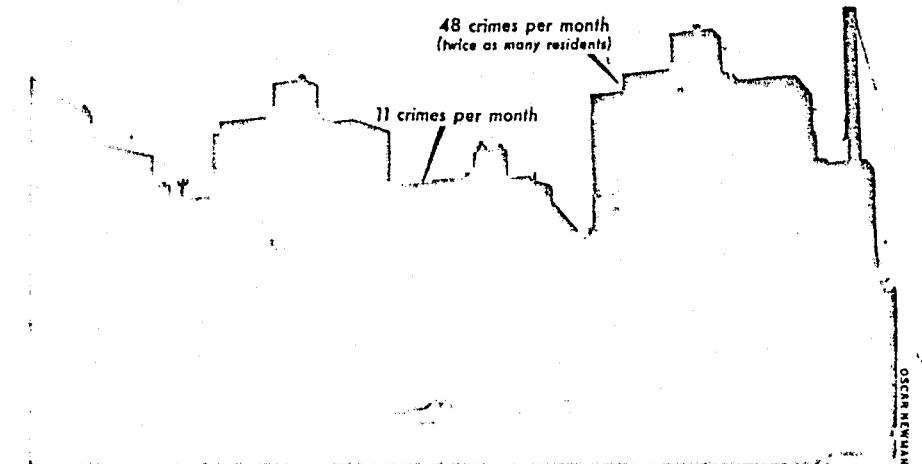 48 crimes per month
(twice as many residents)
11 crimes per month
OSCAR NEWMAN